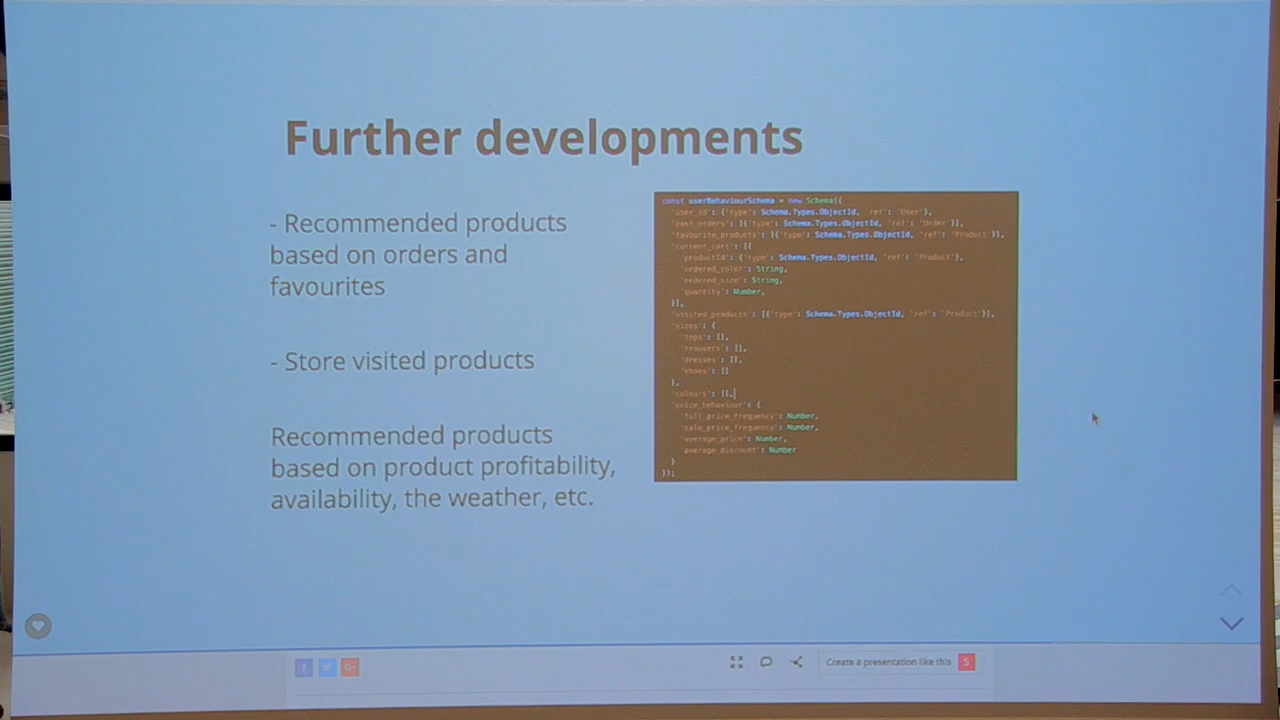 Further developments
- Recommended products
based on orders and
favourites
- Store visited products
Recommended products
based on product profitability,
availability, the weather, etc.
const userBehaviourSchema = new Schema({
'user_id': {'type': Schema.Types.ObjectId, 'ref': 'User'},
'past_orders': [{'type': Schema.Types.ObjectId, 'ref': 'Order'}],
'favourite_products': [{'type': Schema.Types.ObjectId, 'ref': 'Product'}],
'current_cart': [{
'productId': {'type': Schema.Types.ObjectId, 'ref': 'Product'},
'ordered_color': String,
'ordered_size': String,
'quantity': Number,
}],
'visited_products': [{'type': Schema.Types.ObjectId, 'ref': 'Product'}],
'sizes': {
'tops': [],
'trousers': [],
'dresses': [],
'shoes': []
},
'colours': [],
'price_behaviour': {
'full_price_frequency': Number,
'sale_price_frequency': Number,
'average_price': Number,
'average_discount': Number
}
});
f
G+
Create a presentation like this
S